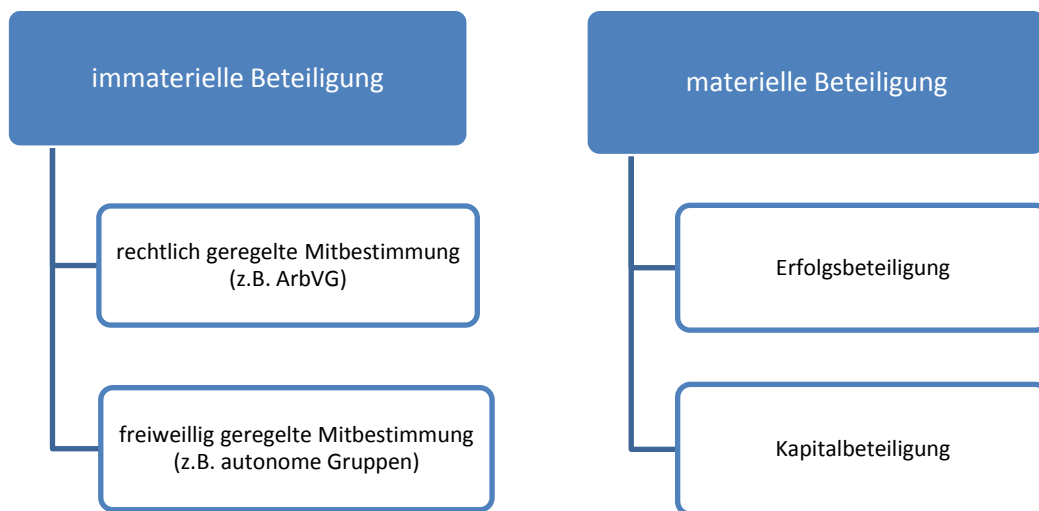 immaterielle Beteiligung
rechtlich geregelte Mitbestimmung
(z.B. ArbVG)
freiweillig geregelte Mitbestimmung
(z.B. autonome Gruppen)
materielle Beteiligung
Erfolgsbeteiligung
Kapitalbeteiligung